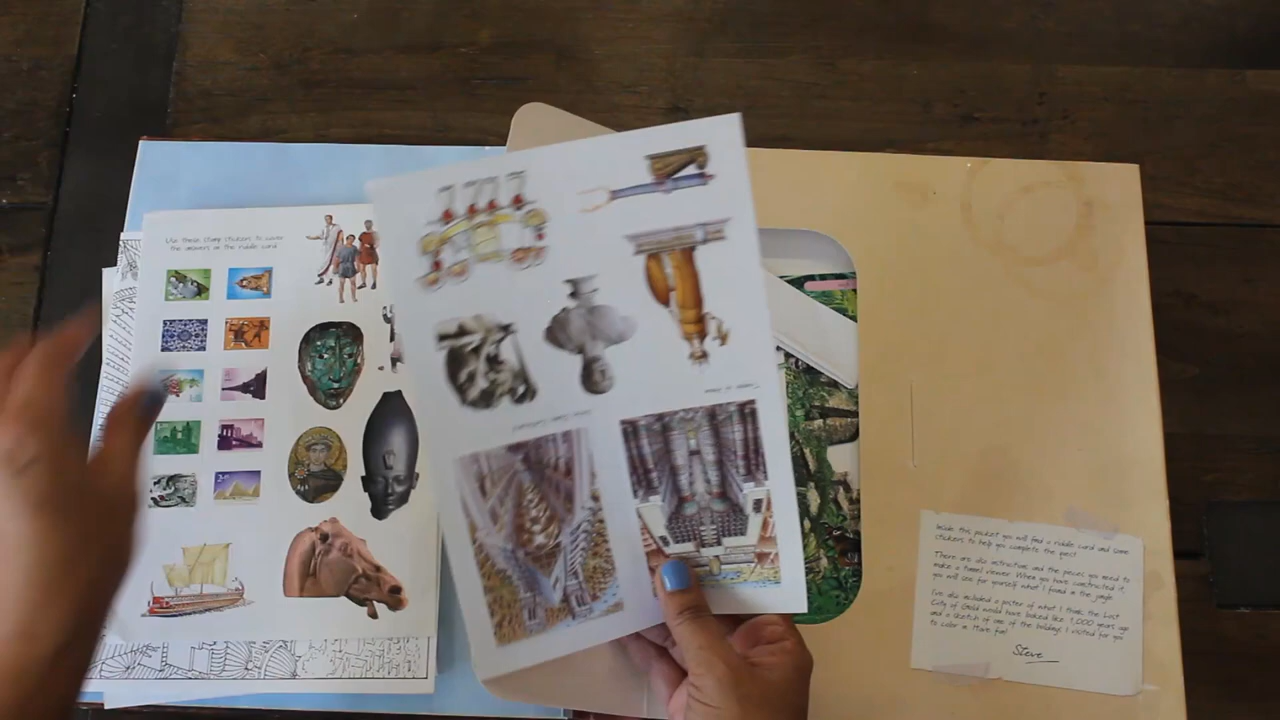 Use these stamp stickers to cover
the answers on the riddle card
Inside this pocket you will find a riddle card and some
stickers to help you complete the quest
There are also instructions and the pieces you need to
make a tunnel viewer. When you have constructed it,
you will see for yourself what I found in the jungle
I've also included a poster of what I think the Lost
City of Gold would have looked like 1,000 years ago
and a sketch of one of the buildings I visited for you
to color in. Have fun!
Steve